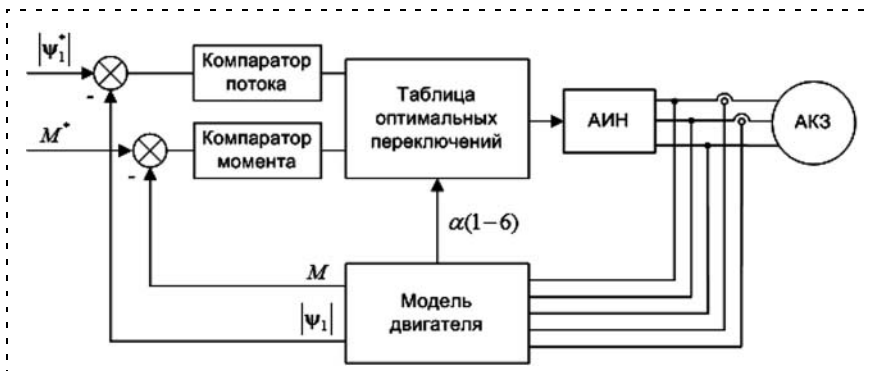 |Ψ₁*|
-
Компаратор
потока
M*
-
Компаратор
момента
Таблица
оптимальных
переключений
АИН
АКЗ
α(1−6)
M
|Ψ₁|
Модель
двигателя